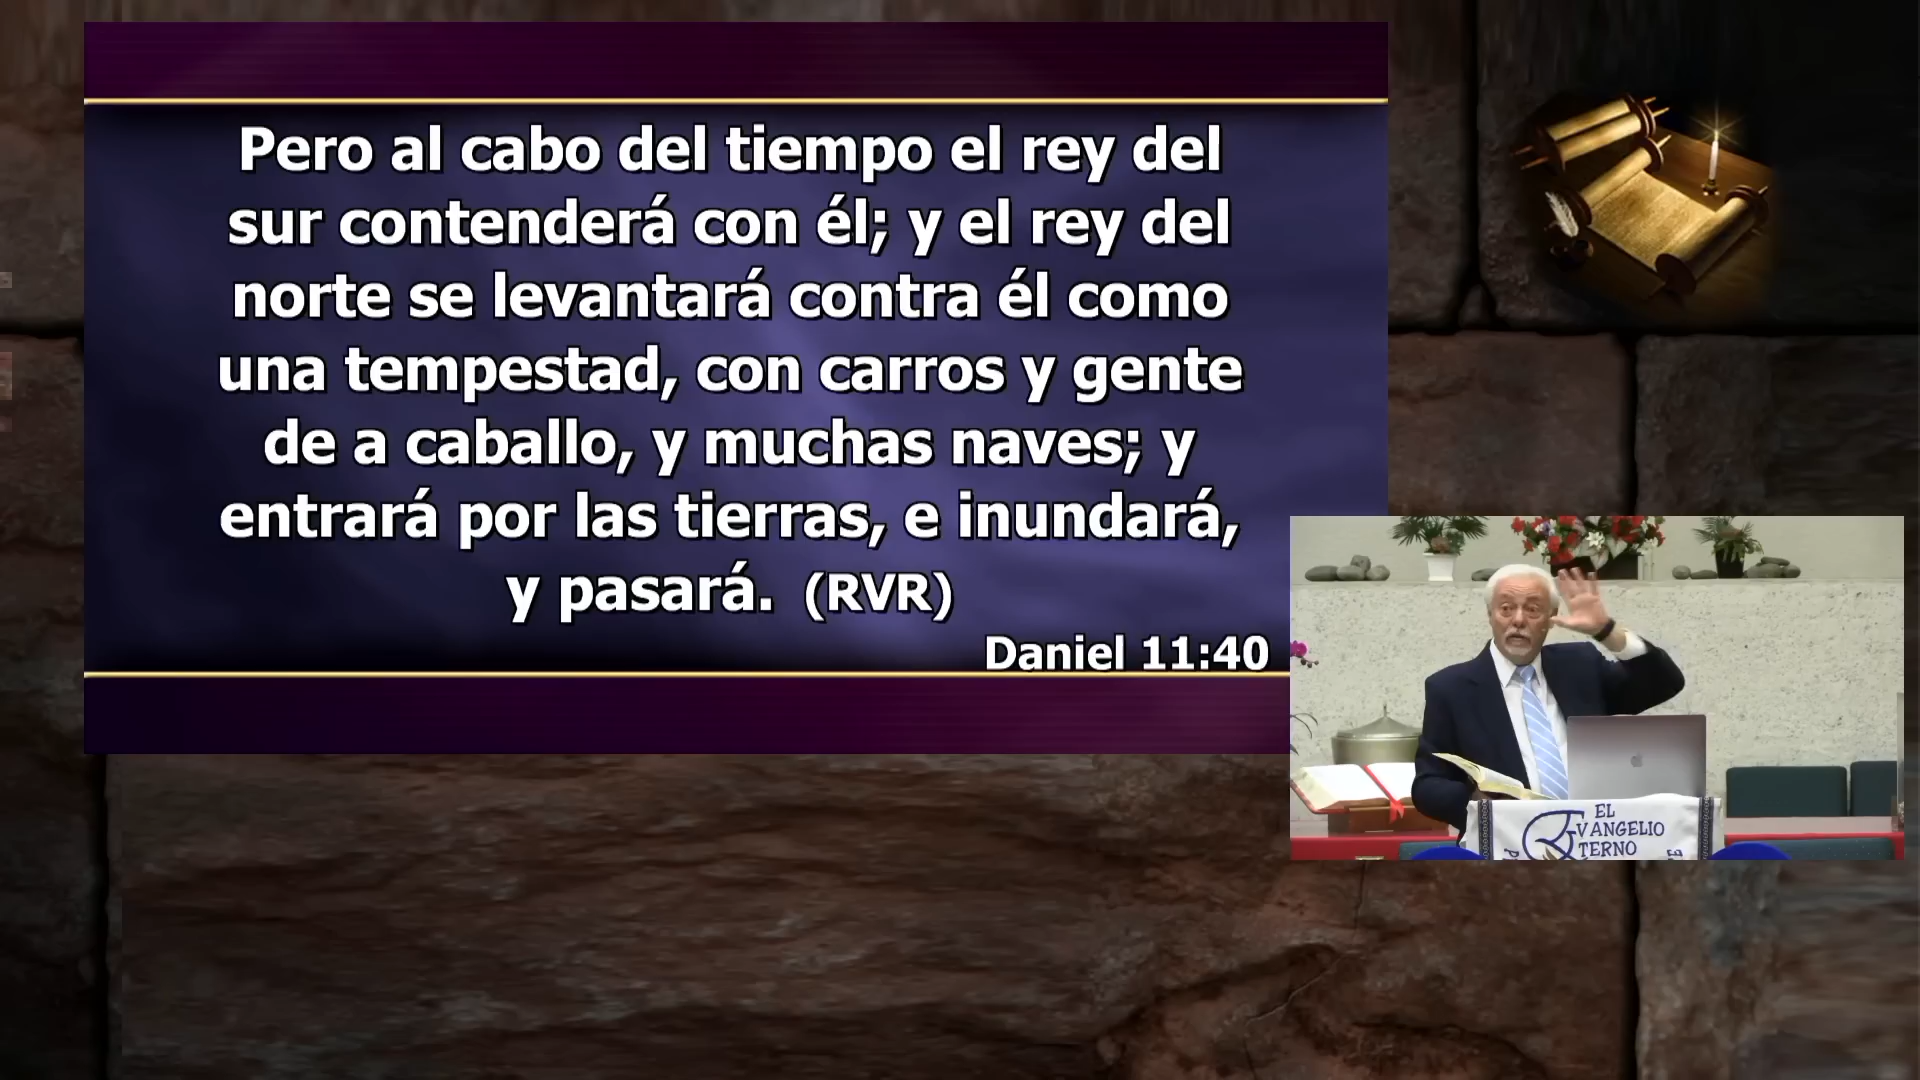 Pero al cabo del tiempo el rey del
sur contenderá con él; y el rey del
norte se levantará contra él como
una tempestad, con carros y gente
de a caballo, y muchas naves; y
entrará por las tierras, e inundará,
y pasará. (RVR)
Daniel 11:40
EL
EVANGELIO
ETERNO